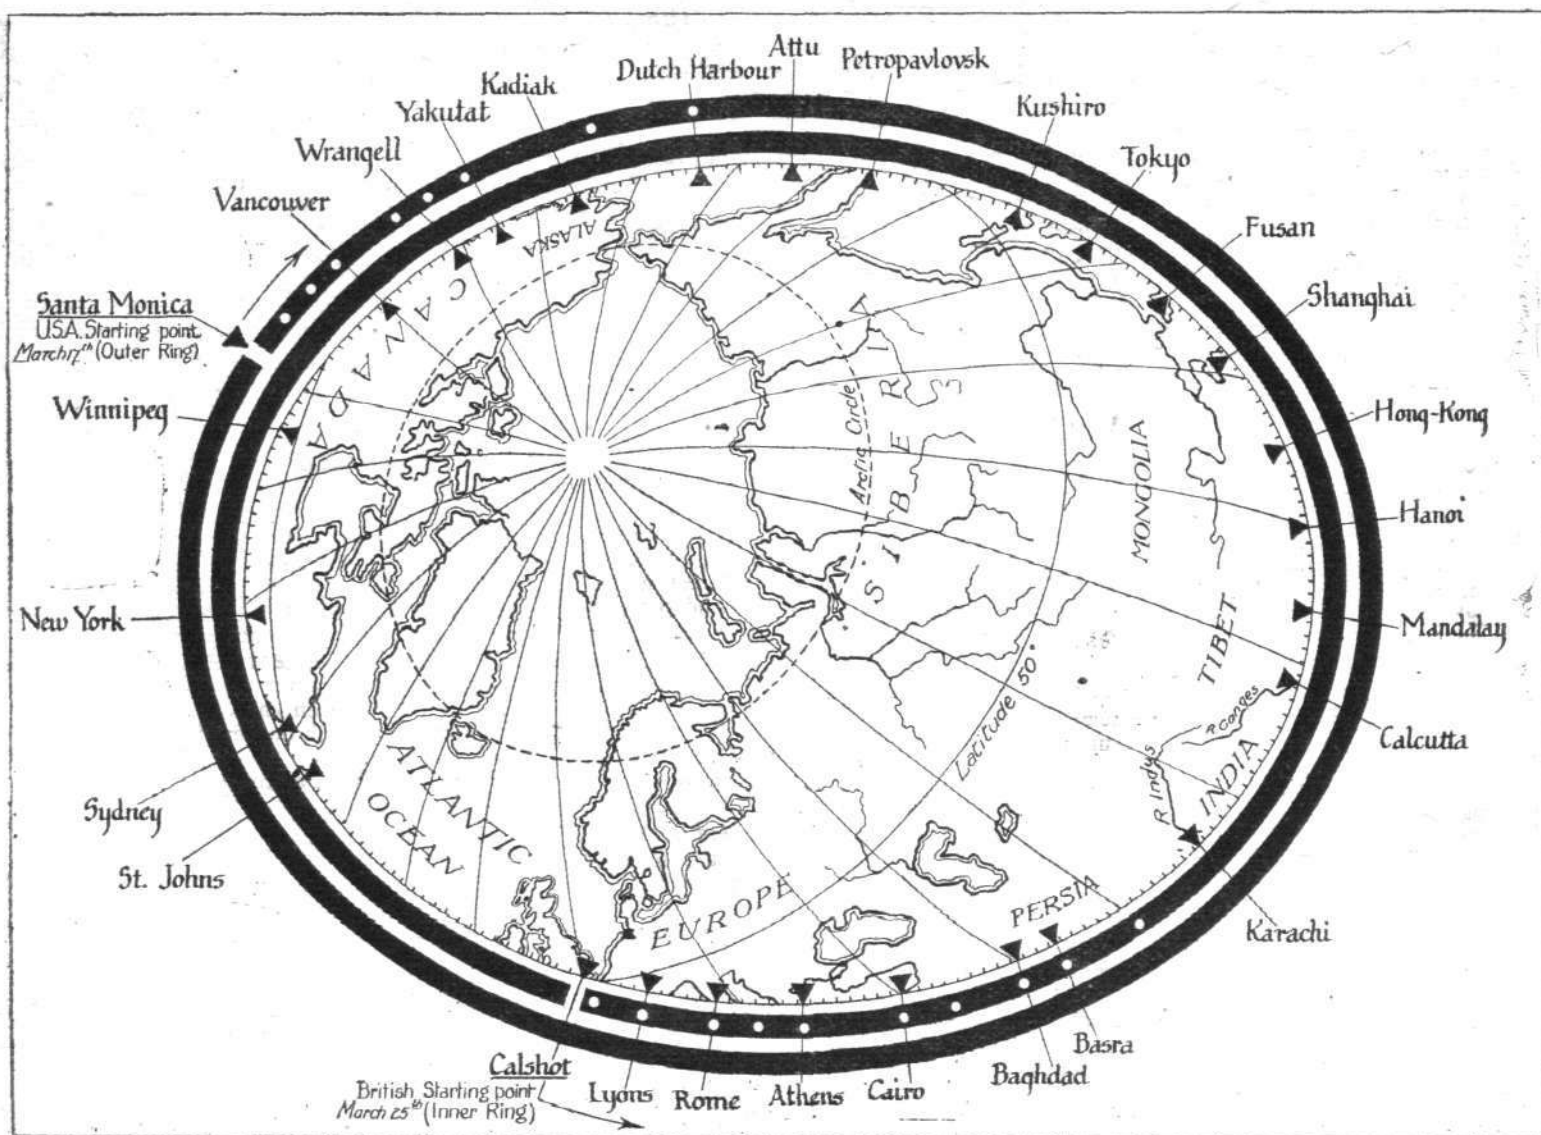 Attu
Dutch Harbour
Petropavlovsk
Kadiak
Kushiro
Yakutat
Wrangell
Tokyo
Vancouver
Fusan
Santa Monica
U.S.A. Starting point
March 17th (Outer Ring)
Shanghai
Winnipeg
Hong-Kong
Hanoi
New York
Mandalay
Calcutta
Sydney
St. Johns
Karachi
Basra
Baghdad
Calshot
British Starting point
March 25th (Inner Ring)
Lyons
Rome
Athens
Cairo
ALASKA
CANADA
SIBERIA
Arctic Circle
MONGOLIA
TIBET
Latitude 50°
R Ganges
R Indys
INDIA
ATLANTIC
OCEAN
EUROPE
PERSIA